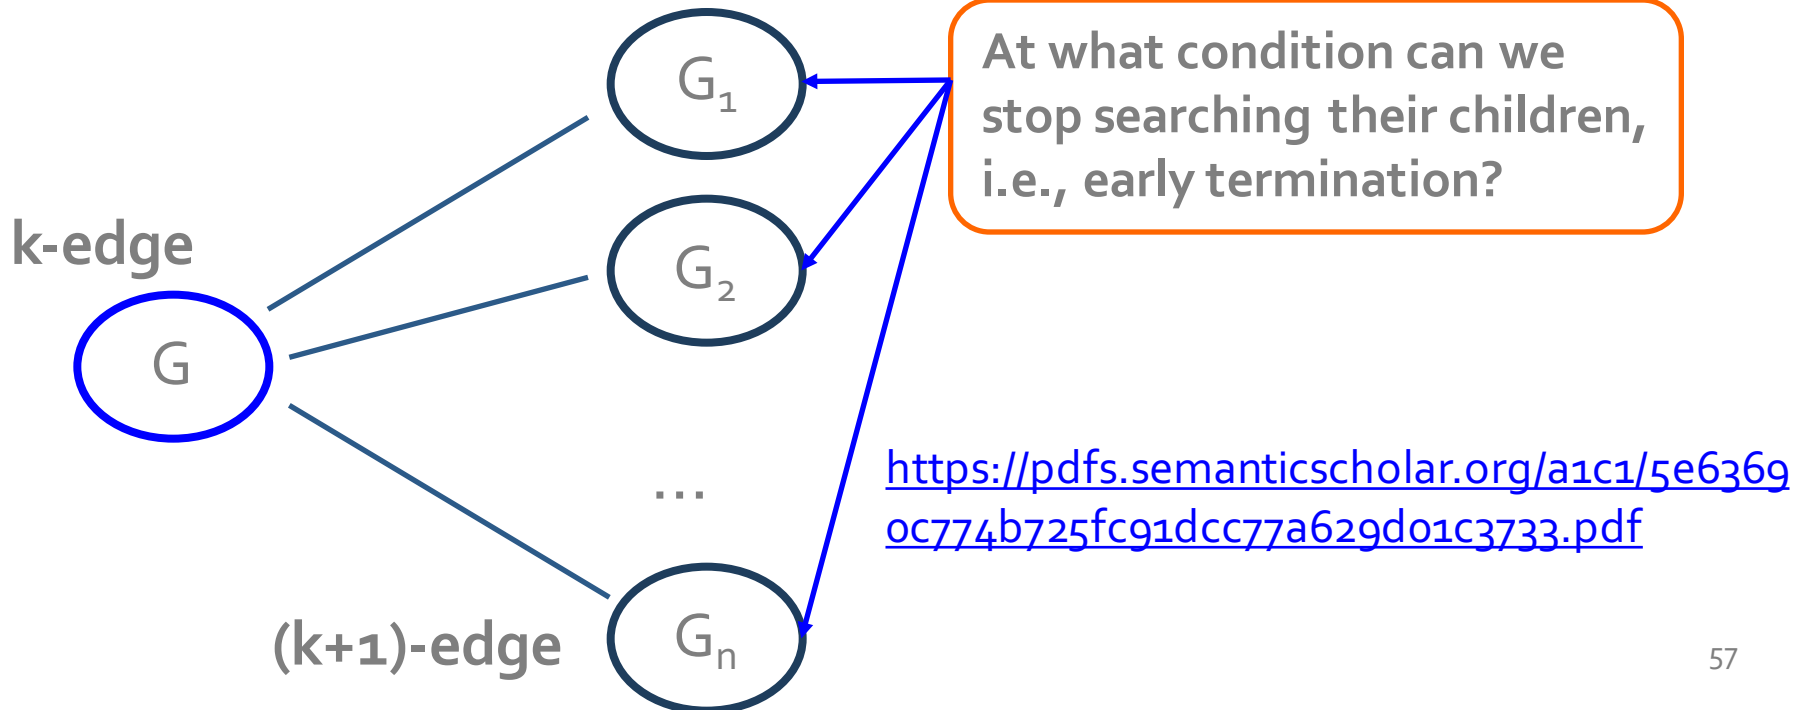 At what condition can we
stop searching their children,
i.e., early termination?
G₁
k-edge
G₂
G
...
https://pdfs.semanticscholar.org/a1c1/5e6369
0c774b725fc91dcc77a629d01c3733.pdf
(k+1)-edge
Gₙ
57